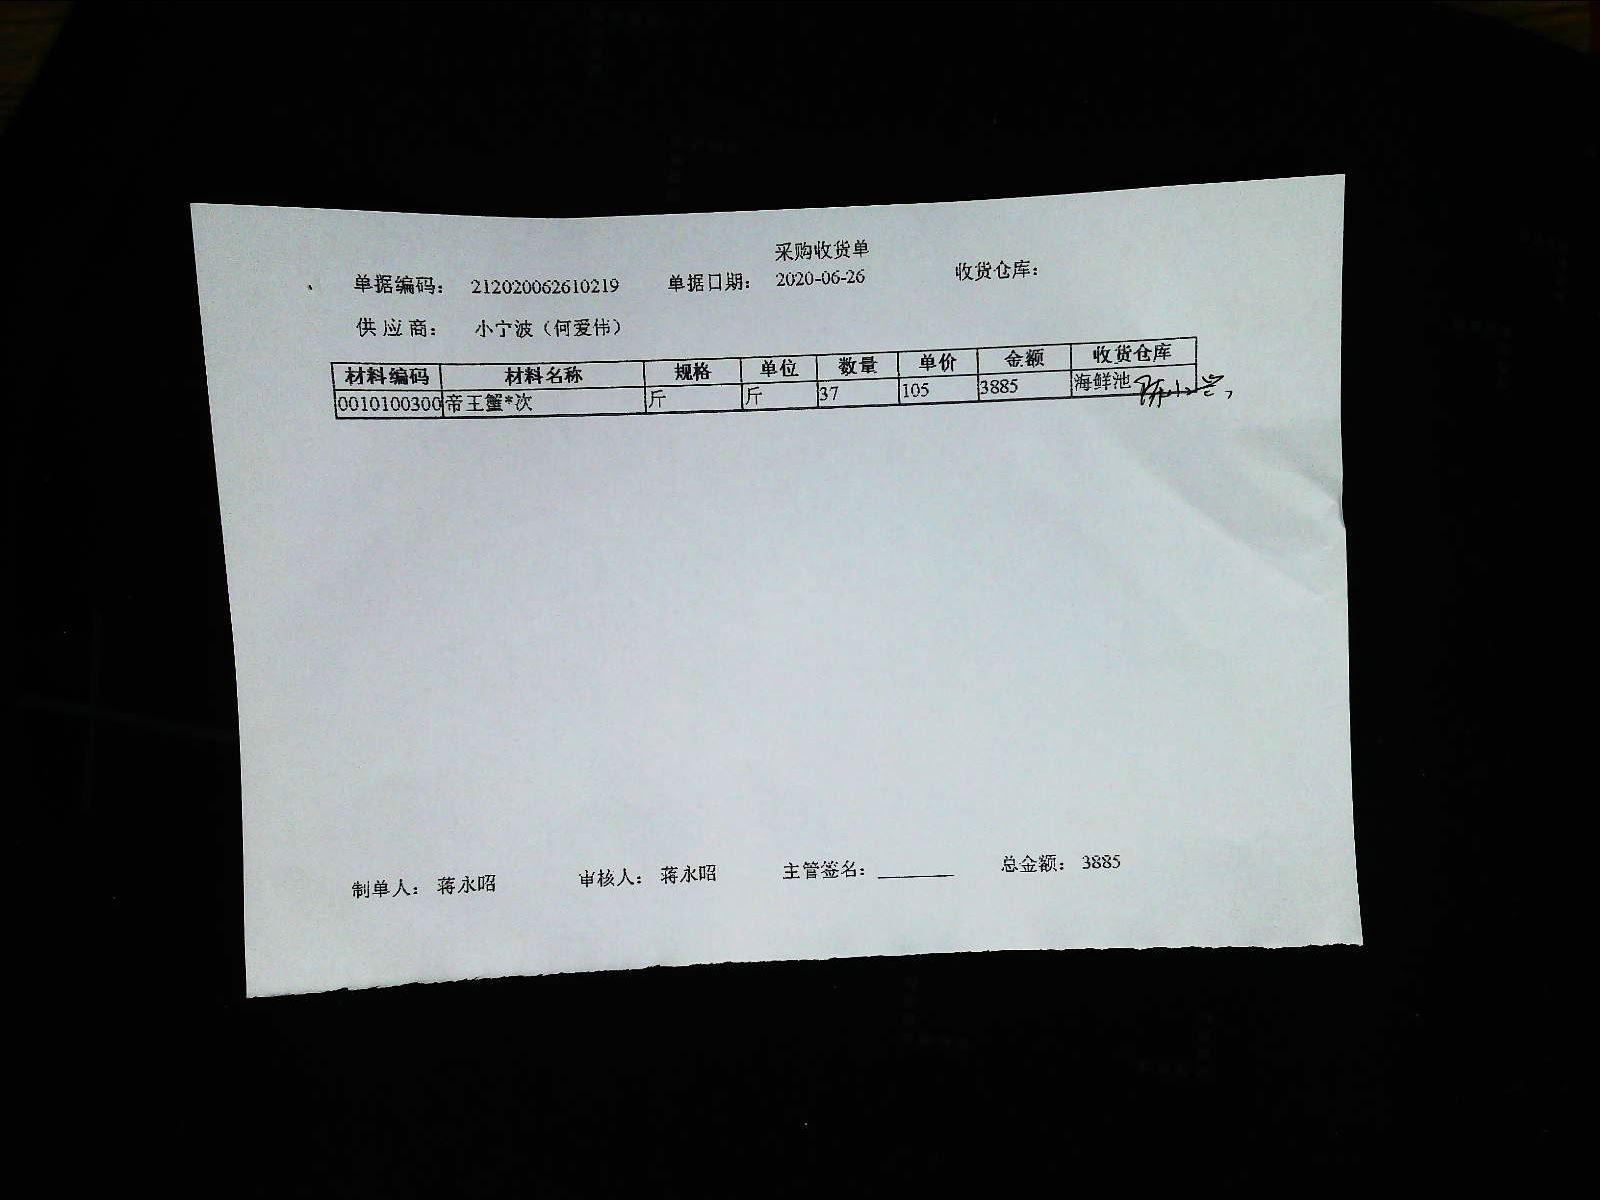 采购收货单
单据编码： 212020062610219 单据日期： 2020-06-26 收货仓库：
供应商： 小宁波（何爱伟）
材料编码 材料名称 规格 单位 数量 单价 金额 收货仓库
0010100300 帝王蟹*次 斤 斤 37 105 3885 海鲜池
制单人： 蒋永昭 审核人： 蒋永昭 主管签名：________ 总金额： 3885